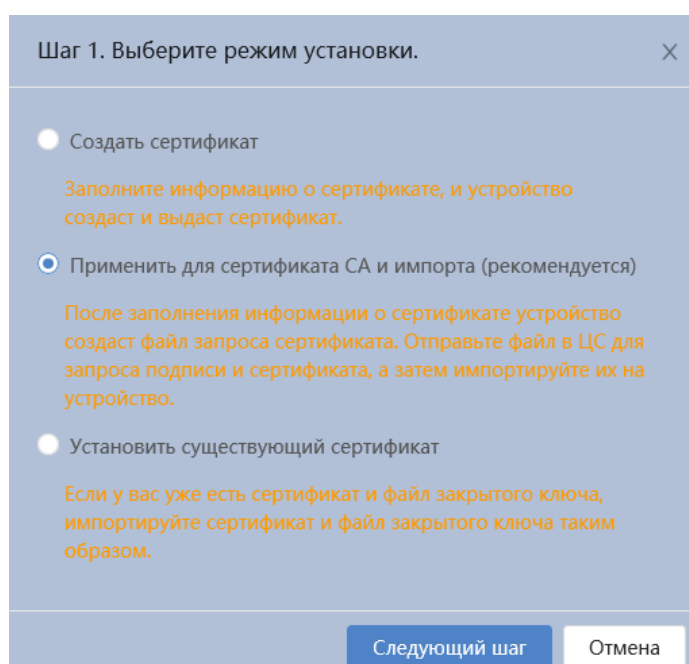 Шаг 1. Выберите режим установки.
Создать сертификат
Заполните информацию о сертификате, и устройство
создаст и выдаст сертификат.
Применить для сертификата CA и импорта (рекомендуется)
После заполнения информации о сертификате устройство
создаст файл запроса сертификата. Отправьте файл в ЦС для
запроса подписи и сертификата, а затем импортируйте их на
устройство.
Установить существующий сертификат
Если у вас уже есть сертификат и файл закрытого ключа,
импортируйте сертификат и файл закрытого ключа таким
образом.
Следующий шаг
Отмена